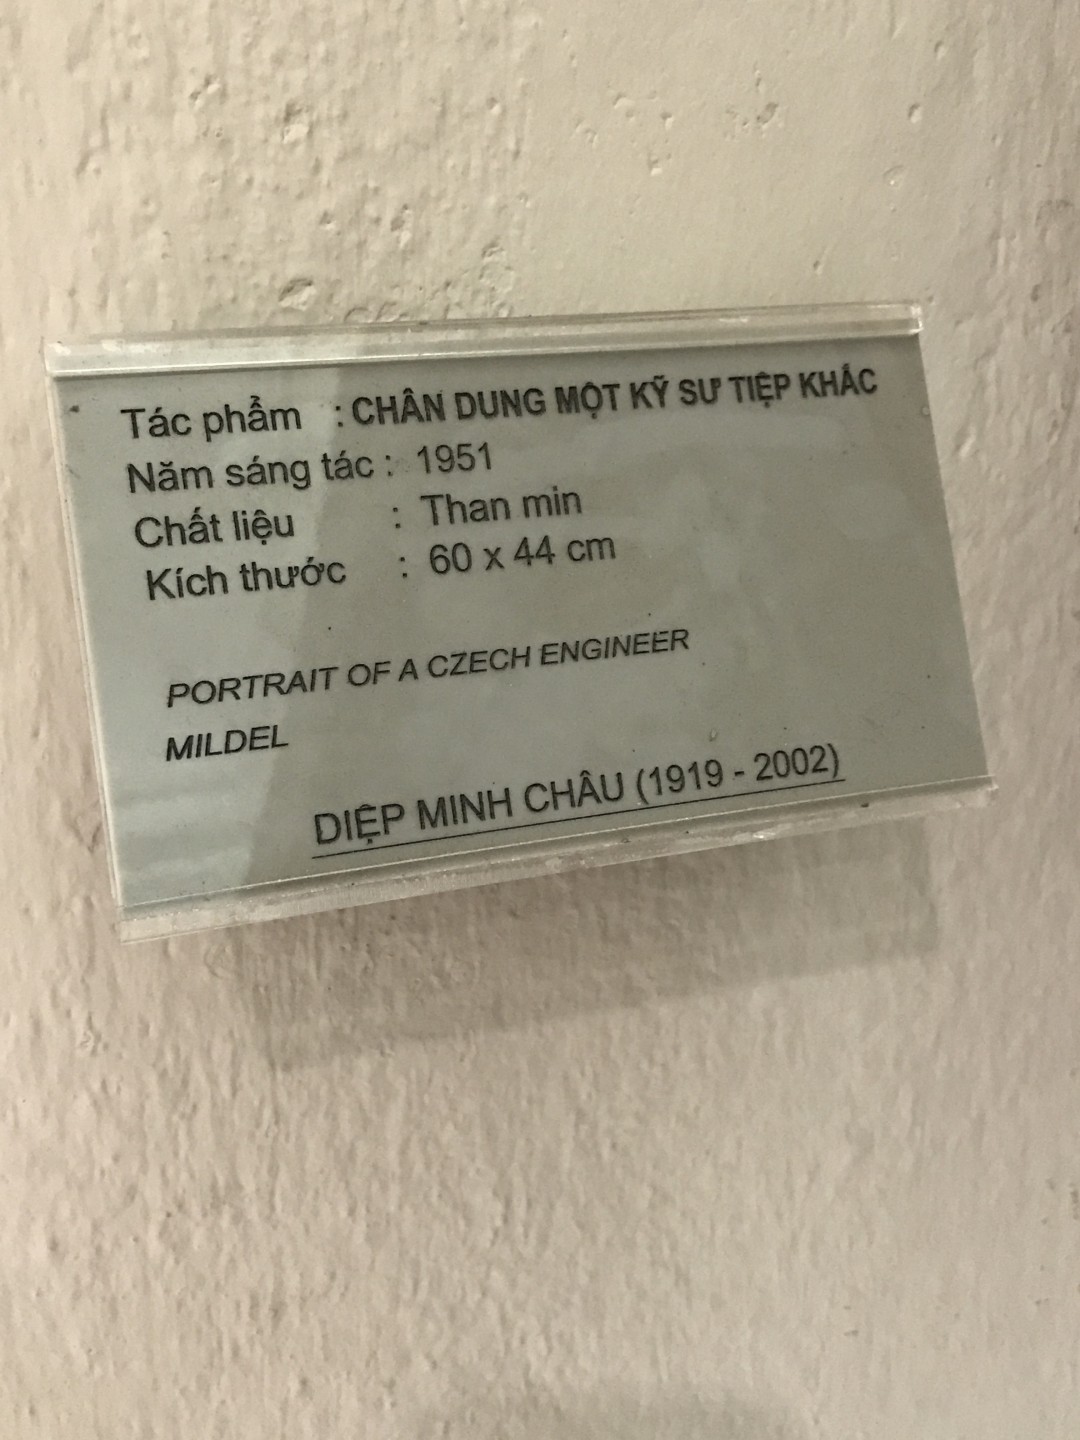 Tác phẩm : CHÂN DUNG MỘT KỸ SƯ TIỆP KHẮC
Năm sáng tác : 1951
Chất liệu : Than min
Kích thước : 60 x 44 cm
PORTRAIT OF A CZECH ENGINEER
MILDEL
DIỆP MINH CHÂU (1919 - 2002)